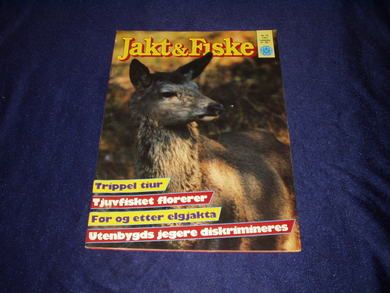 Jakt & Fiske
Trippel tiur
Tjuvfisket florerer
Før og etter elgjakta
Utenbygds jegere diskrimineres